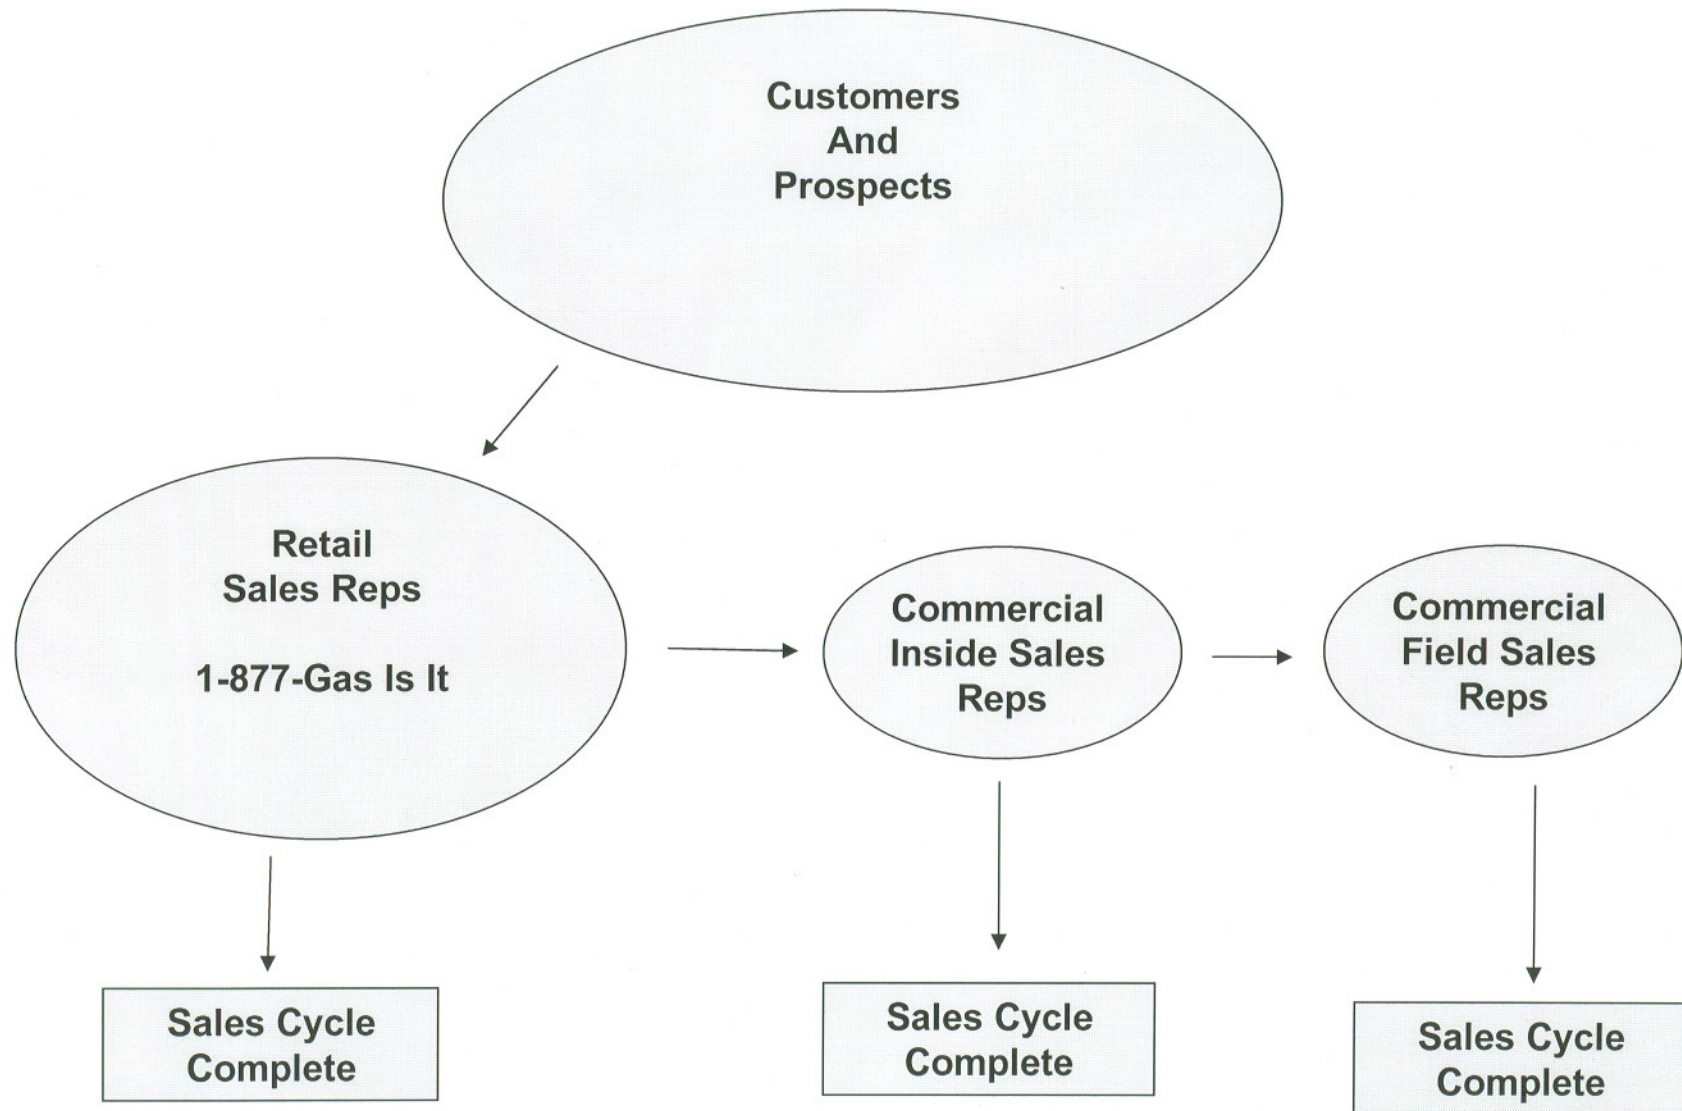 Customers
And
Prospects
Retail
Sales Reps
1-877-Gas Is It
Commercial
Inside Sales
Reps
Commercial
Field Sales
Reps
Sales Cycle
Complete
Sales Cycle
Complete
Sales Cycle
Complete